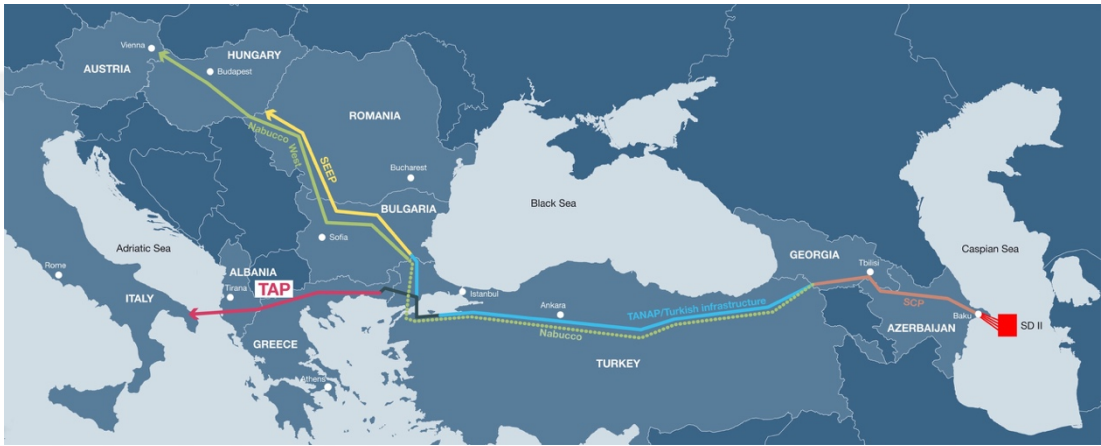 Vienna
HUNGARY
AUSTRIA
Budapest
ROMANIA
Nabucco West
SEEP
Bucharest
Black Sea
BULGARIA
Sofia
Adriatic Sea
GEORGIA
Caspian Sea
Tbilisi
Rome
ALBANIA
Tirana
TAP
ITALY
Istanbul
Ankara
TANAP/Turkish infrastructure
SCP
Baku
SD II
AZERBAIJAN
Nabucco
GREECE
TURKEY
Athens